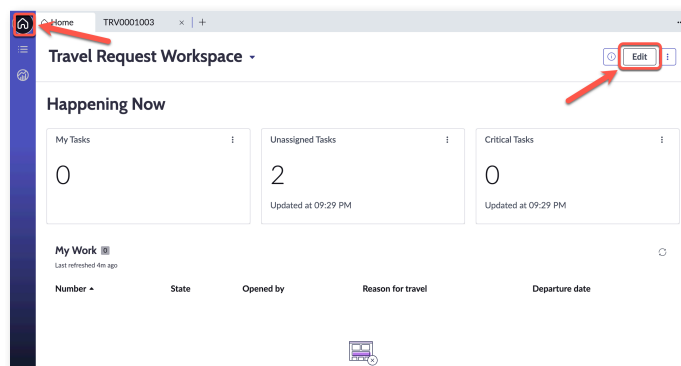 Home TRV0001003
Travel Request Workspace
Edit
Happening Now
My Tasks Unassigned Tasks Critical Tasks
0 2 0
Updated at 09:29 PM Updated at 09:29 PM
My Work 0
Last refreshed 4m ago
Number State Opened by Reason for travel Departure date